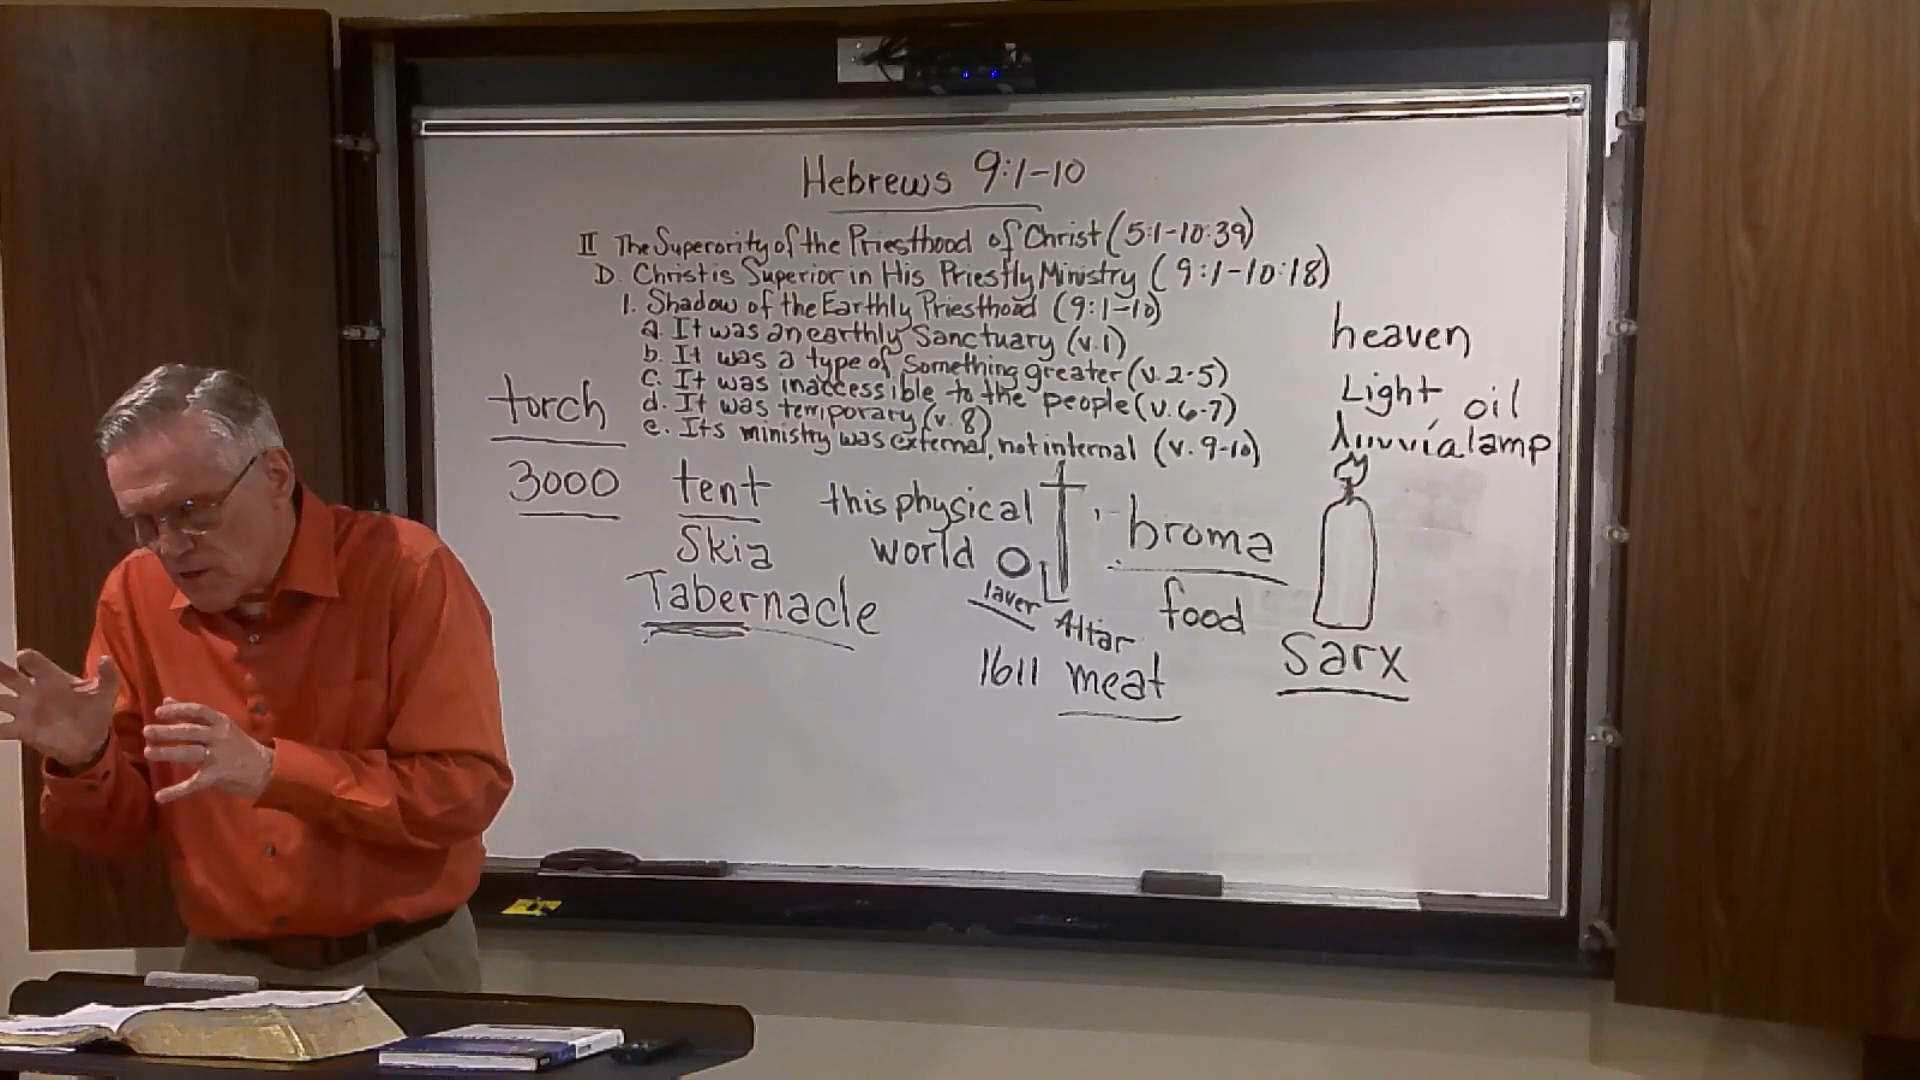 Hebrews 9:1-10
II The Superority of the Priesthood of Christ (5:1-10:39)
D. Christ is Superior in His Priestly Ministry (9:1-10:18)
1. Shadow of the Earthly Priesthood (9:1-10)
a. It was an earthly Sanctuary (v.1)
b. It was a type of Something greater (v.2-5)
c. It was inaccessible to the people (v.6-7)
d. It was temporary (v.8)
e. Its ministry was external, not internal (v. 9-10)
torch
3000
tent
Skia
Tabernacle
this physical
world
laver
Altar
1611 meat
broma
food
heaven
Light oil
lamp
Sarx